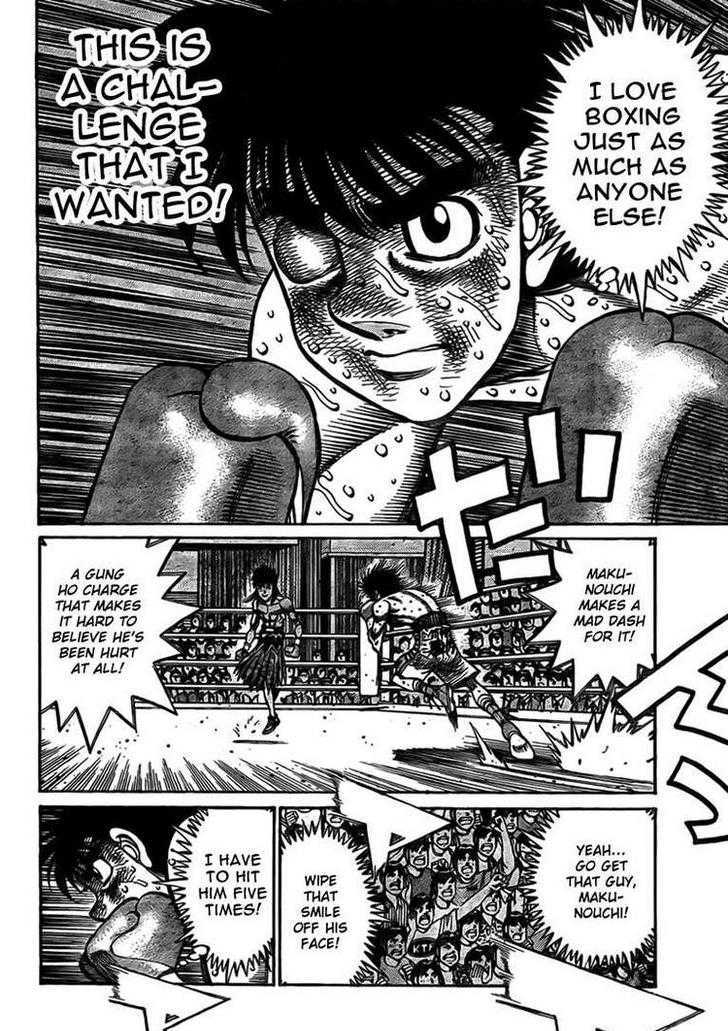 I LOVE
BOXING
JUST AS
MUCH AS
ANYONE
ELSE!
THIS IS
A CHAL-
LENGE
THAT I
WANTED!
MAKU-
NOUCHI
MAKES A
MAD DASH
FOR IT!
A GUNG
HO CHARGE
THAT MAKES
IT HARD TO
BELIEVE HE'S
BEEN HURT
AT ALL!
YEAH...
GO GET
THAT GUY,
MAKU-
NOUCHI!
WIPE
THAT
SMILE
OFF HIS
FACE!
I HAVE
TO HIT
HIM FIVE
TIMES!